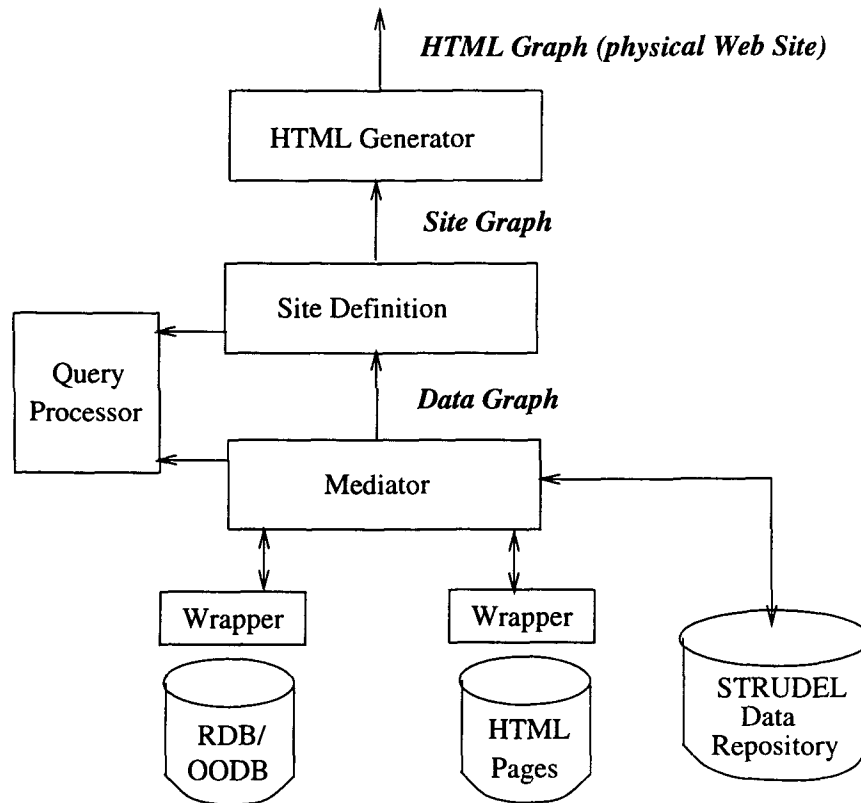 HTML Graph (physical Web Site)
HTML Generator
Site Graph
Site Definition
Query
Processor
Data Graph
Mediator
Wrapper
Wrapper
RDB/
OODB
HTML
Pages
STRUDEL
Data
Repository